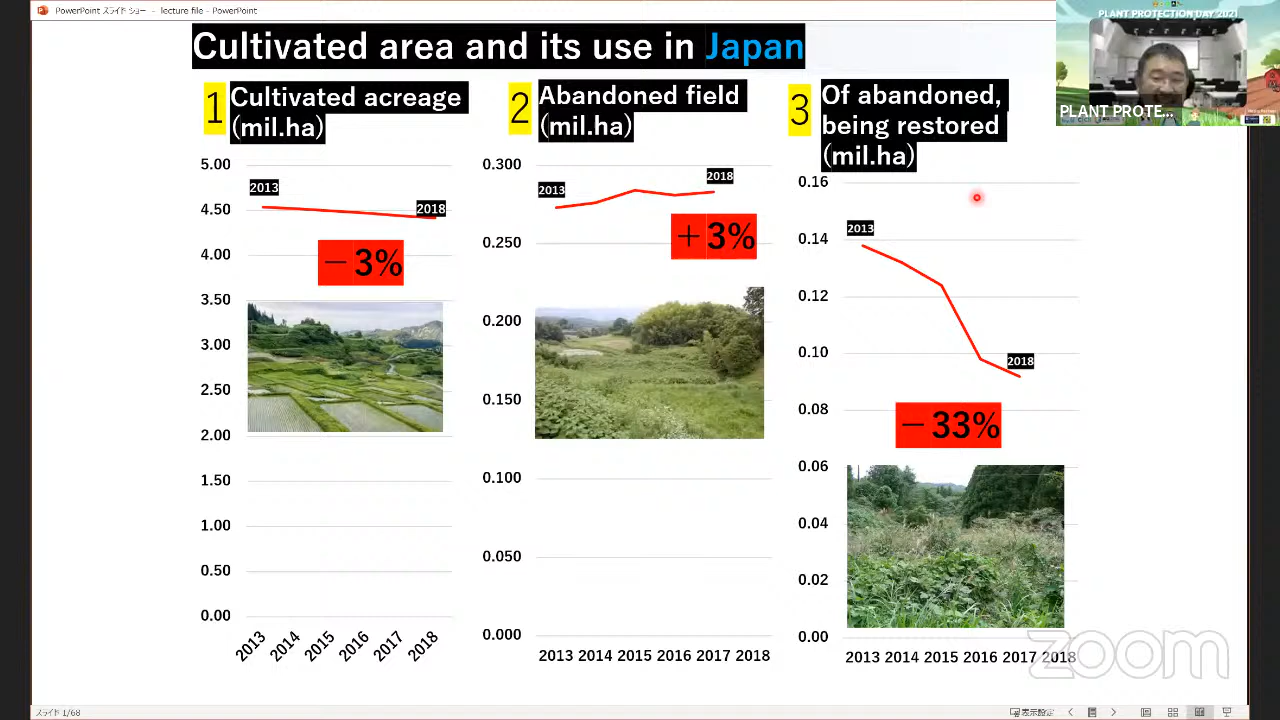 PowerPoint スライド ショー - lecture file - PowerPoint
Cultivated area and its use in Japan
PLANT PROTECTION DAY 2021
PLANT PROTE...
1 Cultivated acreage
(mil.ha)
5.00
4.50
4.00
3.50
3.00
2.50
2.00
1.50
1.00
0.50
0.00
2013
2018
－3%
2013 2014 2015 2016 2017 2018
2 Abandoned field
(mil.ha)
0.300
0.250
0.200
0.150
0.100
0.050
0.000
2013
2018
＋3%
2013 2014 2015 2016 2017 2018
3 Of abandoned,
being restored
(mil.ha)
0.16
0.14
0.12
0.10
0.08
0.06
0.04
0.02
0.00
2013
2018
－33%
2013 2014 2015 2016 2017 2018
zoom
スライド 1/68
表示設定